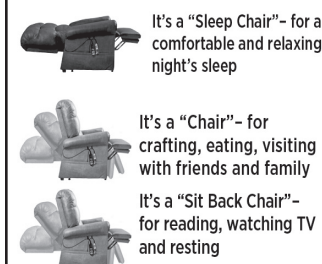 It's a “Sleep Chair”– for a
comfortable and relaxing
night's sleep
It's a “Chair”– for
crafting, eating, visiting
with friends and family
It's a “Sit Back Chair”–
for reading, watching TV
and resting